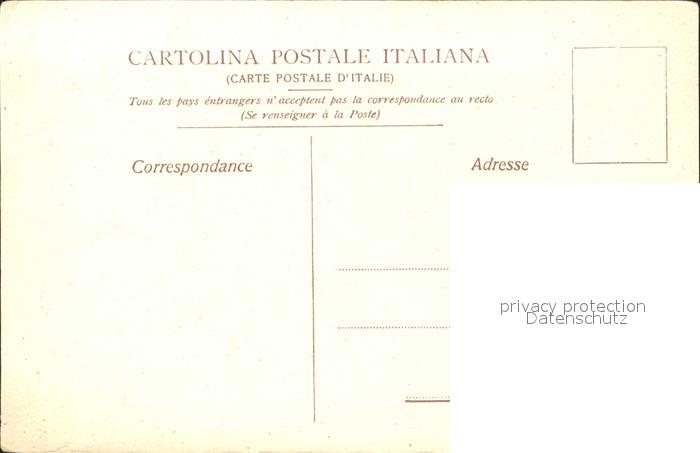 CARTOLINA POSTALE ITALIANA
(CARTE POSTALE D'ITALIE)
Tous les pays éntrangers n'acceptent pas la correspondance au recto
(Se renseigner à la Poste)
Correspondance
Adresse
privacy protection
Datenschutz